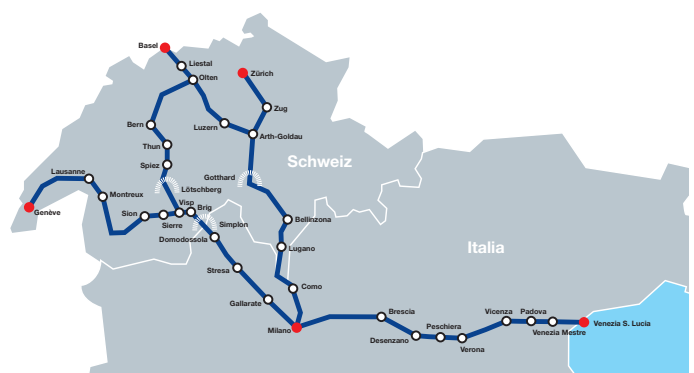 Basel
Liestal
Olten
Zürich
Zug
Bern
Luzern
Arth-Goldau
Thun
Schweiz
Spiez
Lausanne
Gotthard
Lötschberg
Montreux
Visp
Brig
Genève
Sion
Sierre
Simplon
Bellinzona
Domodossola
Lugano
Italia
Stresa
Como
Gallarate
Milano
Brescia
Desenzano
Peschiera
Verona
Vicenza
Padova
Venezia Mestre
Venezia S. Lucia